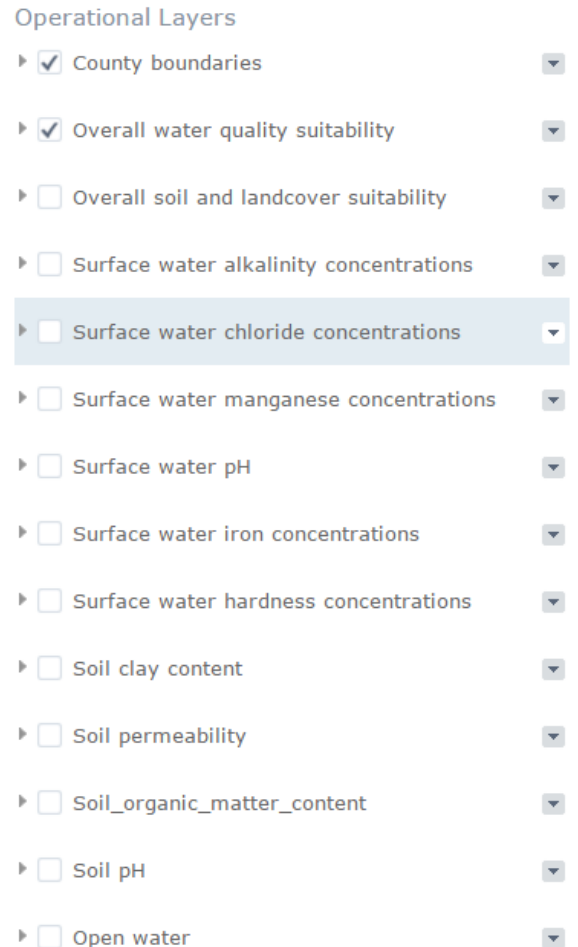 Operational Layers
County boundaries
Overall water quality suitability
Overall soil and landcover suitability
Surface water alkalinity concentrations
Surface water chloride concentrations
Surface water manganese concentrations
Surface water pH
Surface water iron concentrations
Surface water hardness concentrations
Soil clay content
Soil permeability
Soil_organic_matter_content
Soil pH
Open water